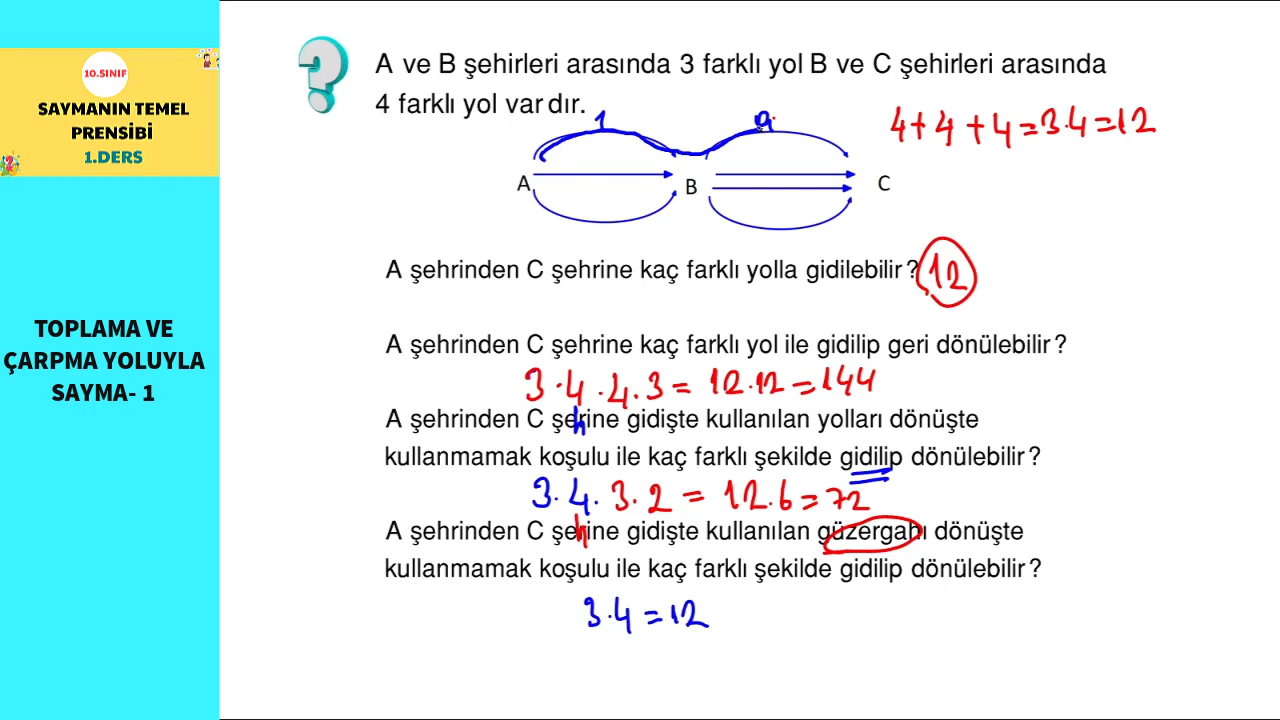 10.SINIF
SAYMANIN TEMEL
PRENSİBİ
1.DERS
TOPLAMA VE
ÇARPMA YOLUYLA
SAYMA- 1
A ve B şehirleri arasında 3 farklı yol B ve C şehirleri arasında
4 farklı yol vardır.
4+4+4=3.4=12
1 a
A B C
A şehrinden C şehrine kaç farklı yolla gidilebilir? 12
A şehrinden C şehrine kaç farklı yol ile gidilip geri dönülebilir?
3.4.4.3=12.12=144
A şehrinden C şehrine gidişte kullanılan yolları dönüşte
kullanmamak koşulu ile kaç farklı şekilde gidilip dönülebilir?
3.4.3.2=12.6=72
A şehrinden C şehine gidişte kullanılan güzergahı dönüşte
kullanmamak koşulu ile kaç farklı şekilde gidilip dönülebilir?
3.4=12